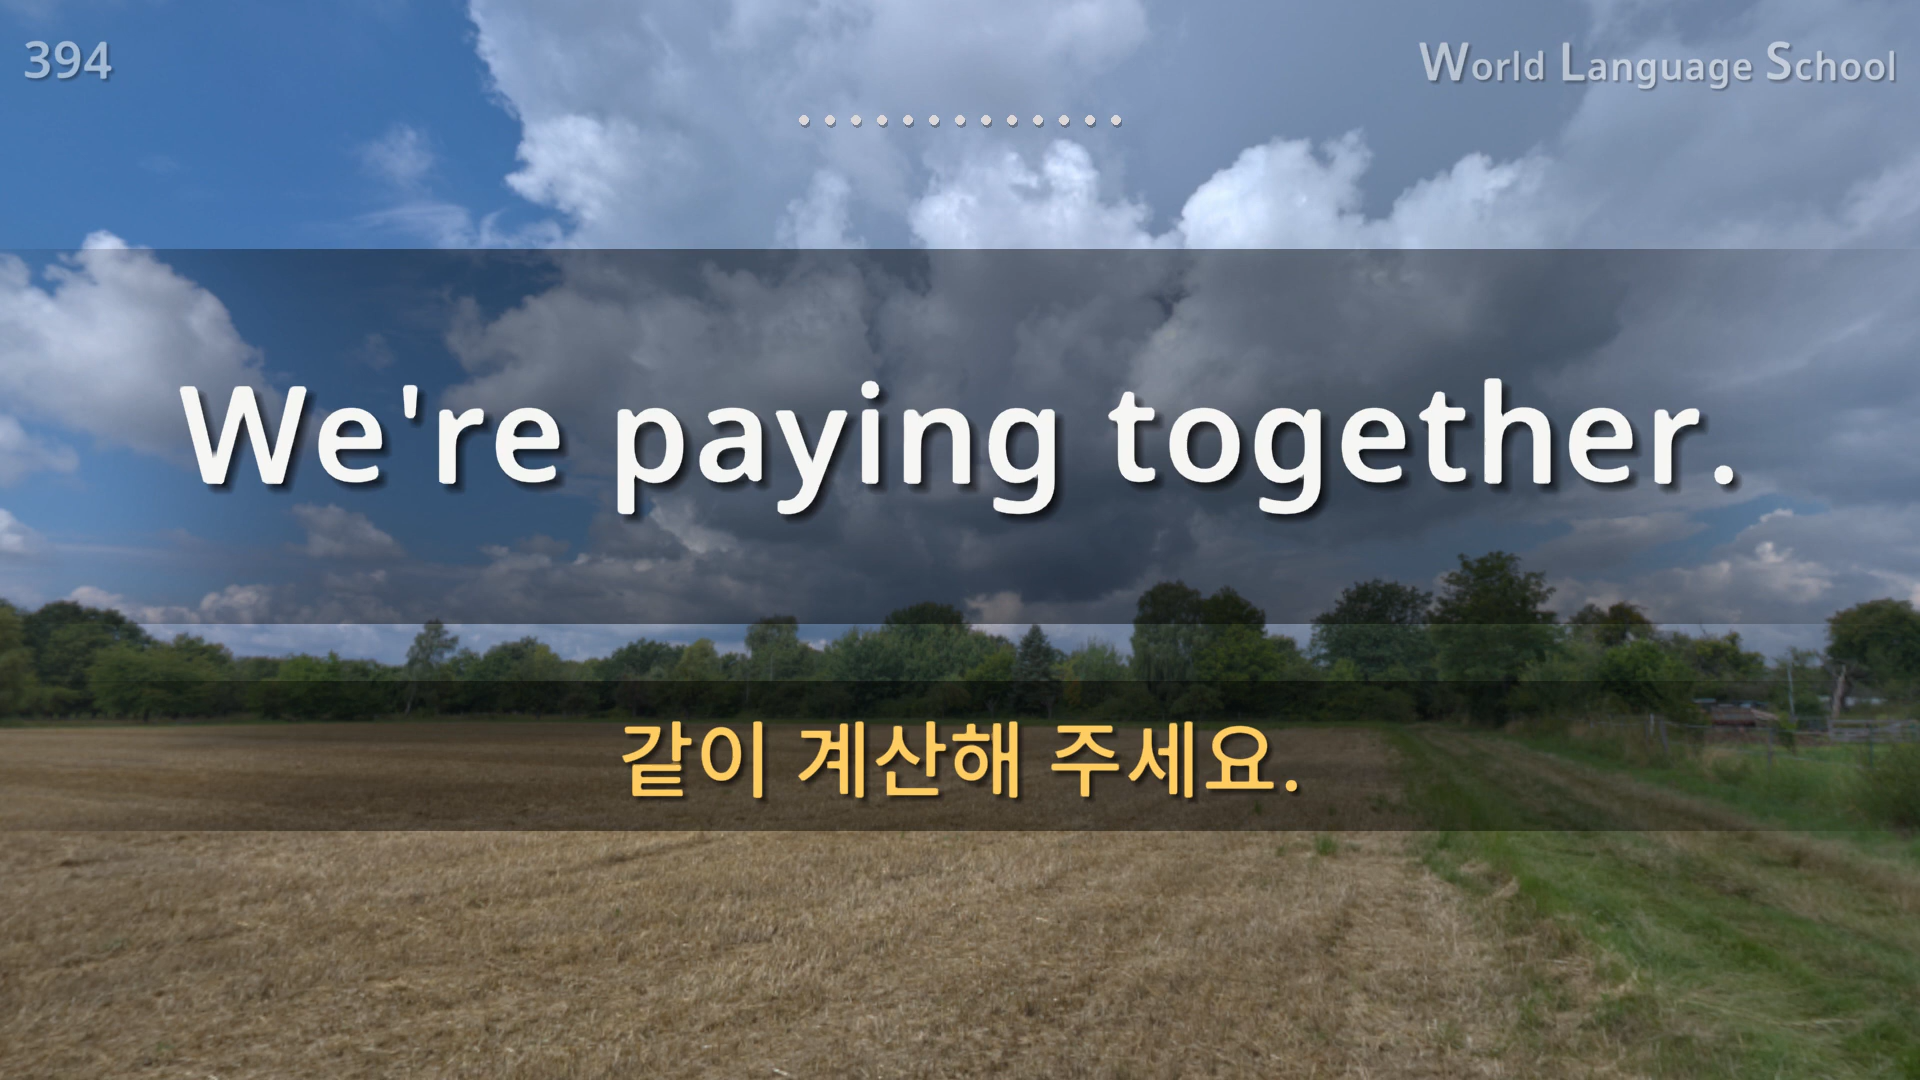 394
World Language School
We're paying together.
같이 계산해 주세요.